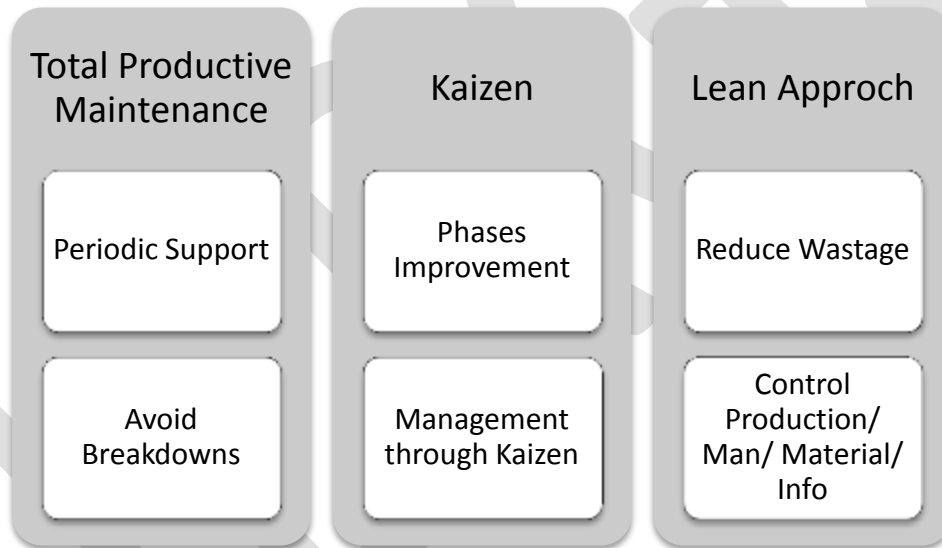 Total Productive
Maintenance
Periodic Support
Avoid
Breakdowns
Kaizen
Phases
Improvement
Management
through Kaizen
Lean Approch
Reduce Wastage
Control
Production/
Man/ Material/
Info